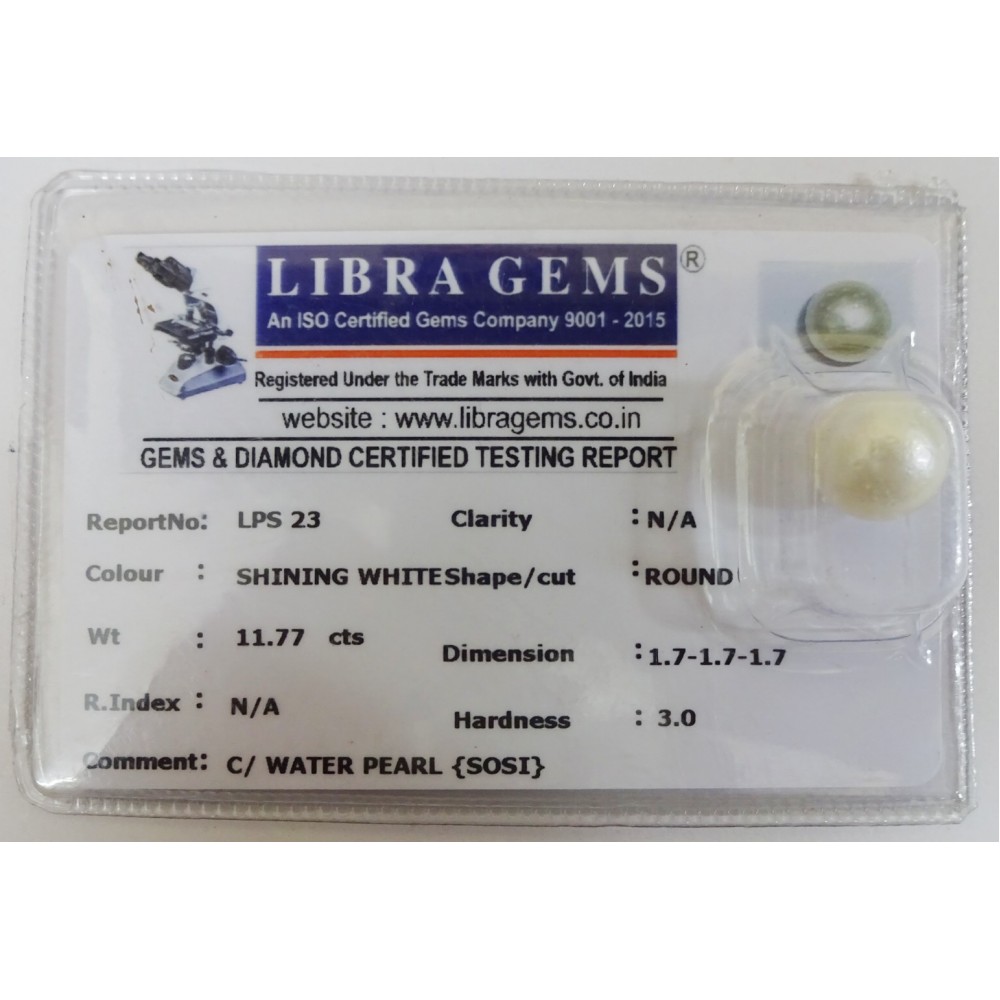 LIBRA GEMS ®
An ISO Certified Gems Company 9001 - 2015
Registered Under the Trade Marks with Govt. of India
website : www.libragems.co.in
GEMS & DIAMOND CERTIFIED TESTING REPORT
ReportNo: LPS 23 Clarity : N/A
Colour : SHINING WHITE Shape/cut : ROUND
Wt : 11.77 cts Dimension : 1.7-1.7-1.7
R.Index : N/A Hardness : 3.0
Comment: C/ WATER PEARL {SOSI}